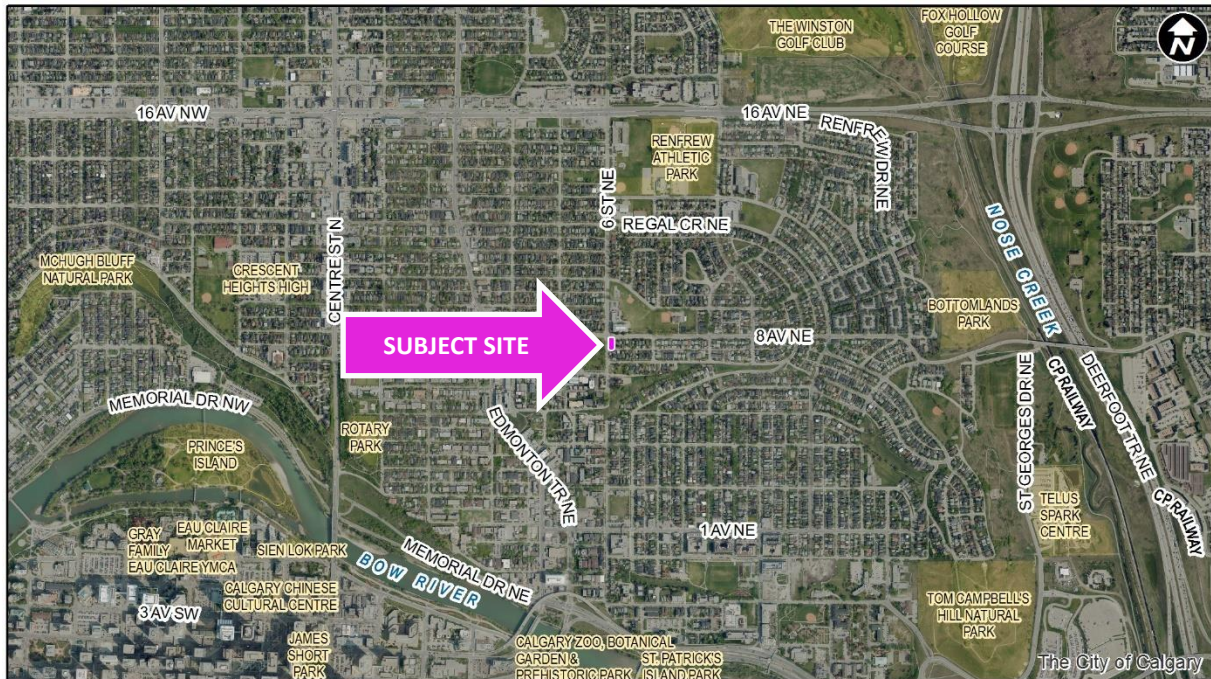 THE WINSTON
GOLF CLUB
FOX HOLLOW
GOLF
COURSE
N
16 AV NW
16 AV NE
RENFREW DR NE
RENFREW
ATHLETIC
PARK
6 ST NE
REGAL CR NE
NOSE CREEK
MCHUGH BLUFF
NATURAL PARK
CRESCENT
HEIGHTS HIGH
CENTRE ST N
BOTTOMLANDS
PARK
SUBJECT SITE
8 AV NE
MEMORIAL DR NW
ROTARY
PARK
EDMONTON TR NE
ST GEORGES DR NE
CP RAILWAY
DEERFOOT TR NE
CP RAILWAY
PRINCE'S
ISLAND
TELUS
SPARK
CENTRE
GRAY
FAMILY
EAU CLAIRE YMCA
EAU CLAIRE
MARKET
SIEN LOK PARK
1 AV NE
MEMORIAL DR NE
BOW RIVER
CALGARY CHINESE
CULTURAL CENTRE
3 AV SW
JAMES
SHORT
PARK
TOM CAMPBELL'S
HILL NATURAL
PARK
CALGARY ZOO, BOTANICAL
GARDEN &
PREHISTORIC PARK
ST. PATRICK'S
ISLAND PARK
The City of Calgary